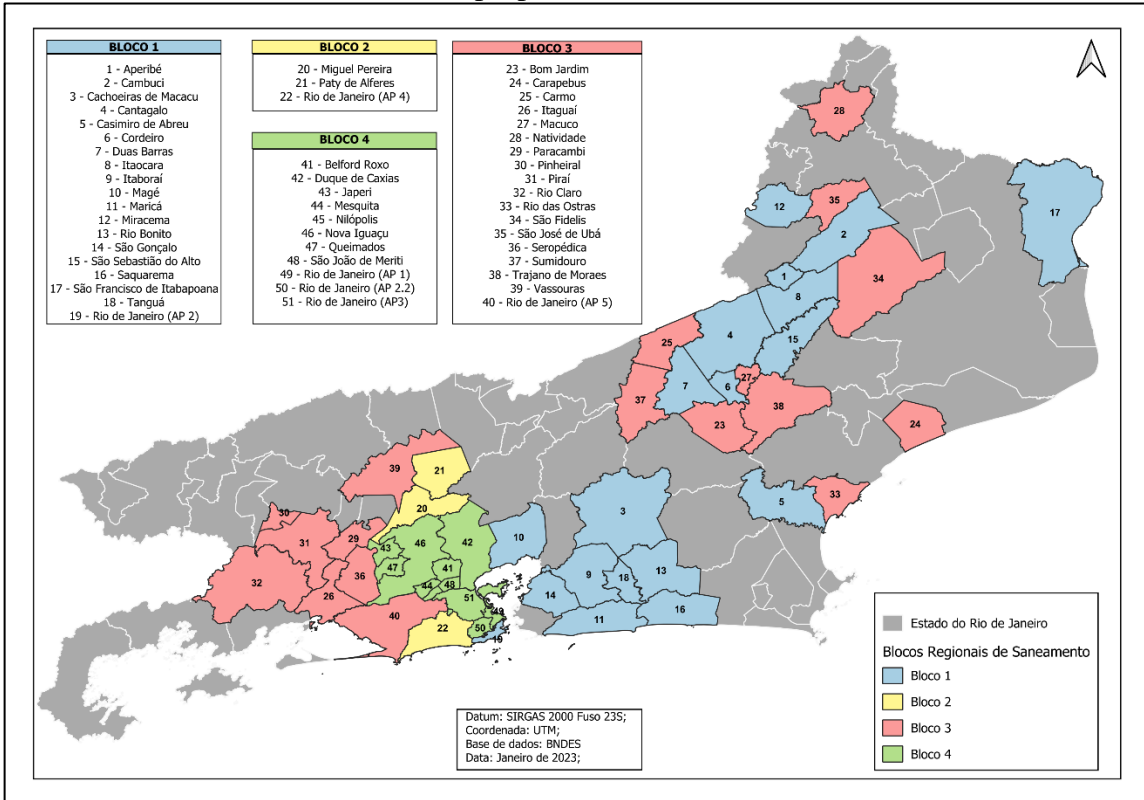 BLOCO 1
1 - Aperibé
2 - Cambuci
3 - Cachoeiras de Macacu
4 - Cantagalo
5 - Casimiro de Abreu
6 - Cordeiro
7 - Duas Barras
8 - Itaocara
9 - Itaboraí
10 - Magé
11 - Maricá
12 - Miracema
13 - Rio Bonito
14 - São Gonçalo
15 - São Sebastião do Alto
16 - Saquarema
17 - São Francisco de Itabapoana
18 - Tanguá
19 - Rio de Janeiro (AP 2)
BLOCO 2
20 - Miguel Pereira
21 - Paty de Alferes
22 - Rio de Janeiro (AP 4)
BLOCO 4
41 - Belford Roxo
42 - Duque de Caxias
43 - Japeri
44 - Mesquita
45 - Nilópolis
46 - Nova Iguaçu
47 - Queimados
48 - São João de Meriti
49 - Rio de Janeiro (AP 1)
50 - Rio de Janeiro (AP 2.2)
51 - Rio de Janeiro (AP3)
BLOCO 3
23 - Bom Jardim
24 - Carapebus
25 - Carmo
26 - Itaguaí
27 - Macuco
28 - Natividade
29 - Paracambi
30 - Pinheiral
31 - Piraí
32 - Rio Claro
33 - Rio das Ostras
34 - São Fidelis
35 - São José de Ubá
36 - Seropédica
37 - Sumidouro
38 - Trajano de Moraes
39 - Vassouras
40 - Rio de Janeiro (AP 5)
28
12
35
17
2
1
34
8
4
25
15
27
7
6
37
38
23
24
39
21
5
33
20
3
30
10
31
29
46
42
43
13
9
18
32
36
47
41
44
48
14
26
51
16
40
49
11
22
50
19
Estado do Rio de Janeiro
Blocos Regionais de Saneamento
Bloco 1
Bloco 2
Bloco 3
Bloco 4
Datum: SIRGAS 2000 Fuso 23S;
Coordenada: UTM;
Base de dados: BNDES
Data: Janeiro de 2023;